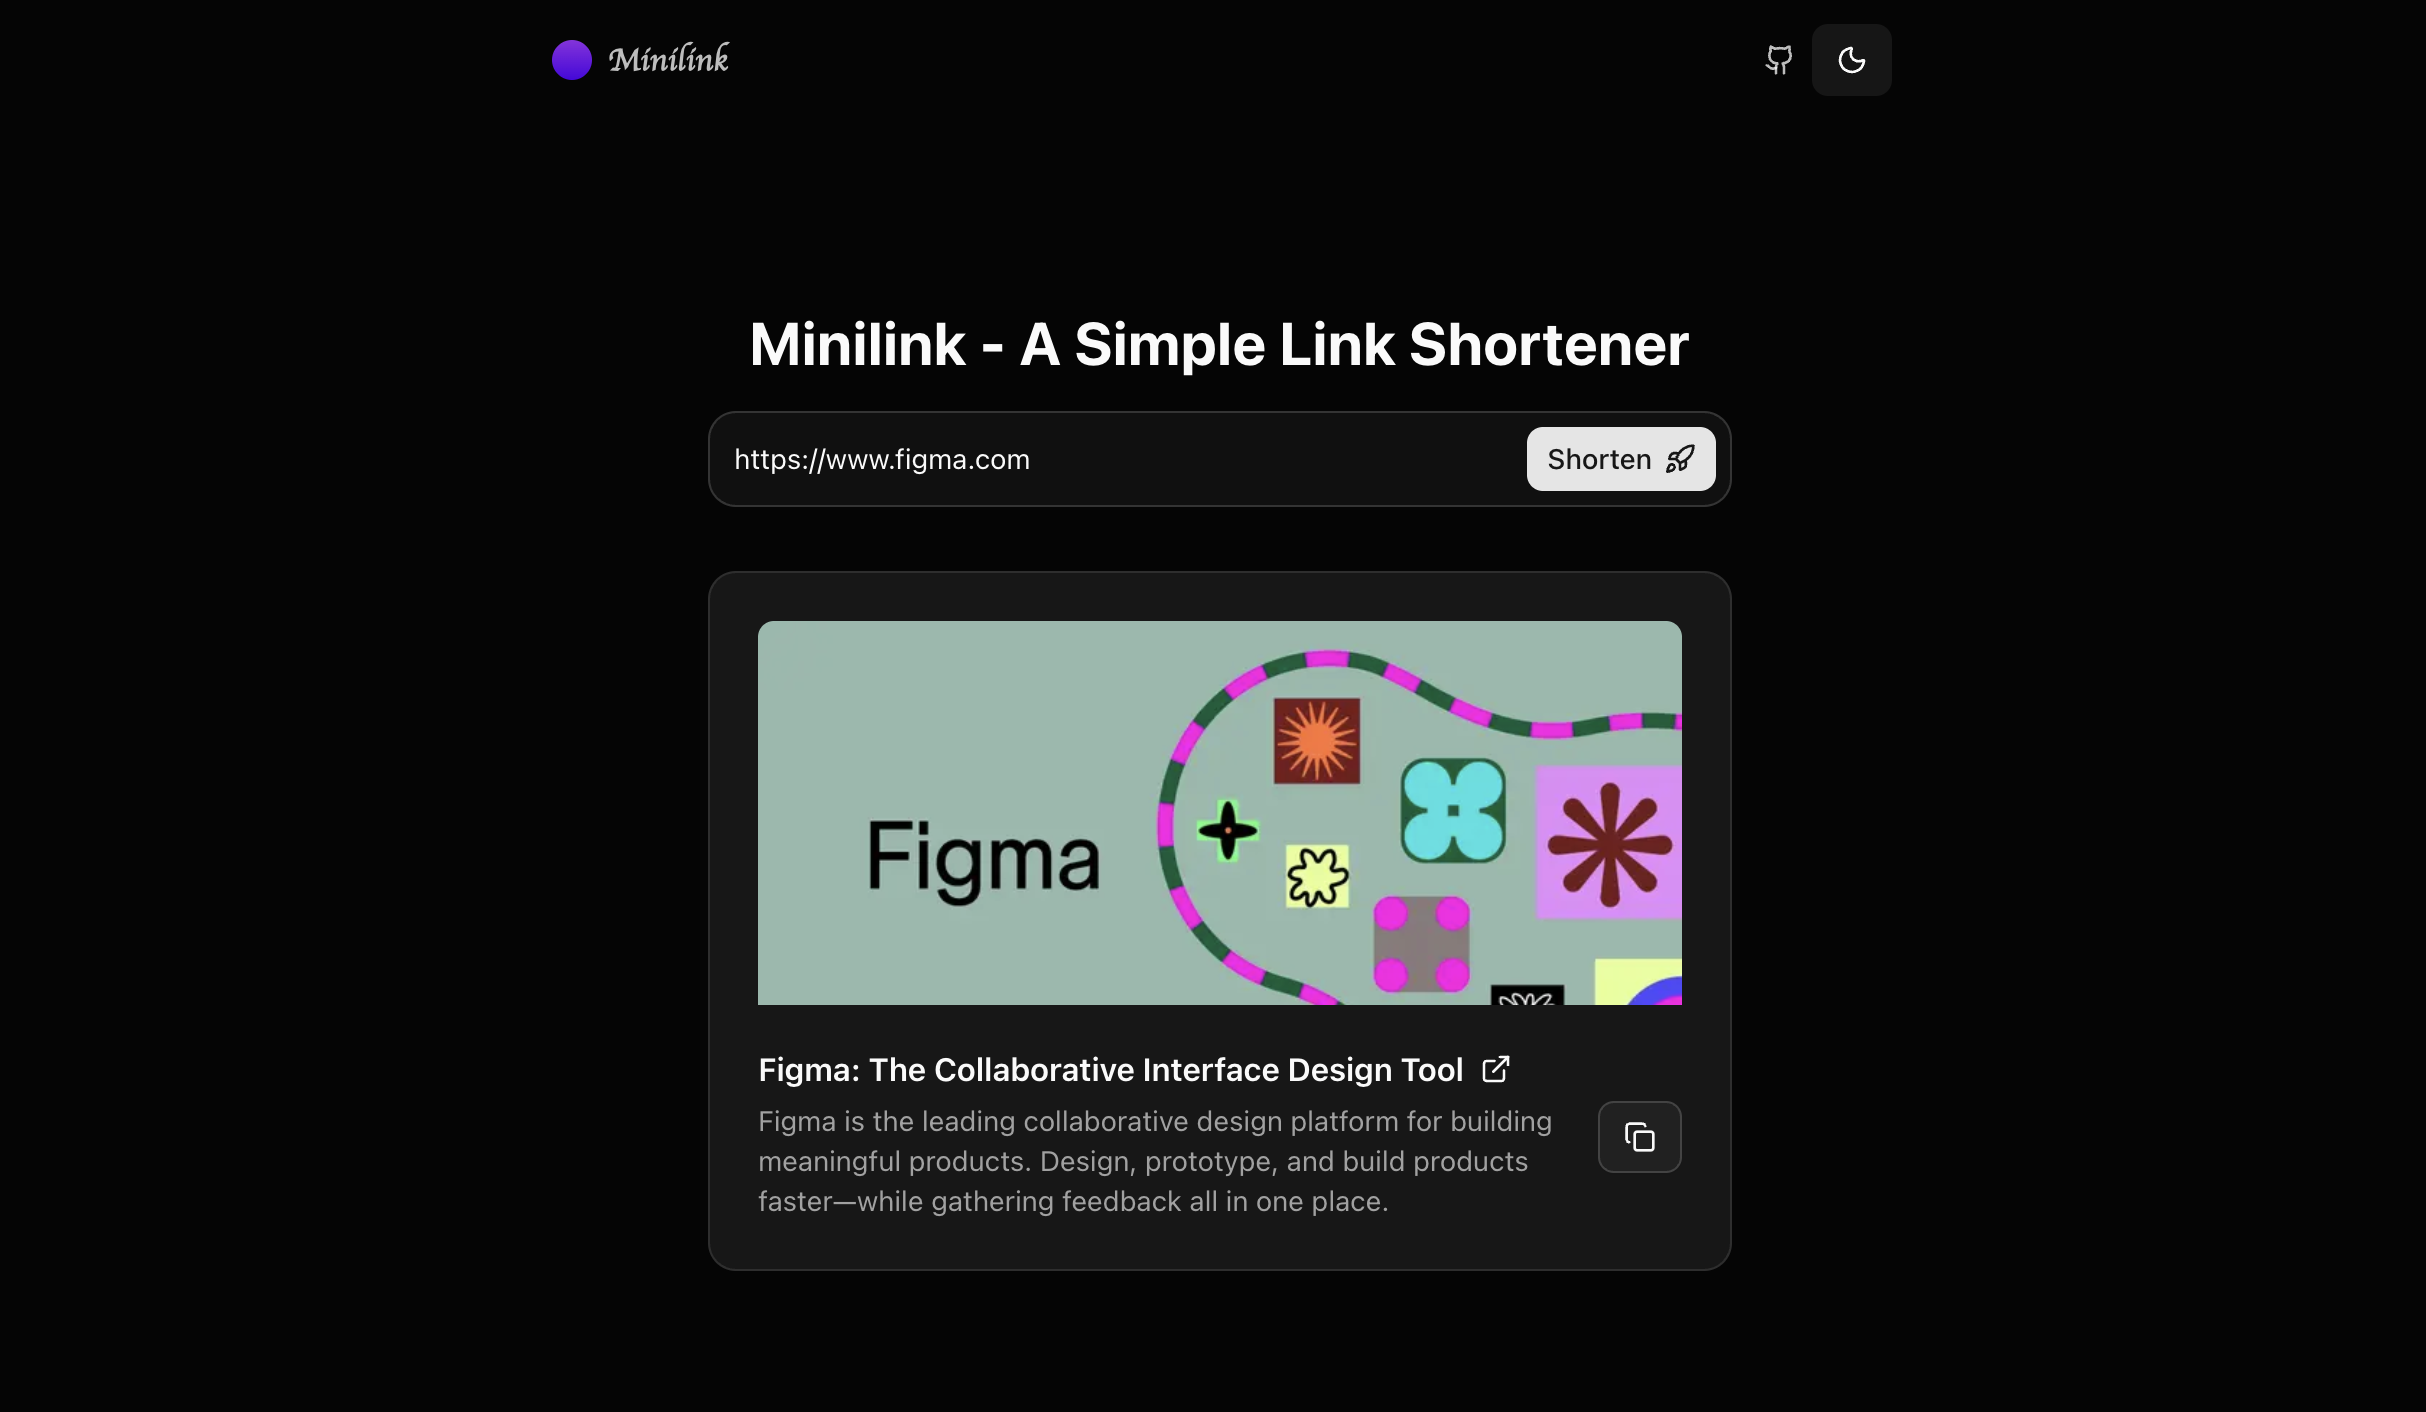 Minilink
Minilink - A Simple Link Shortener
https://www.figma.com
Shorten
Figma
Figma: The Collaborative Interface Design Tool
Figma is the leading collaborative design platform for building
meaningful products. Design, prototype, and build products
faster—while gathering feedback all in one place.